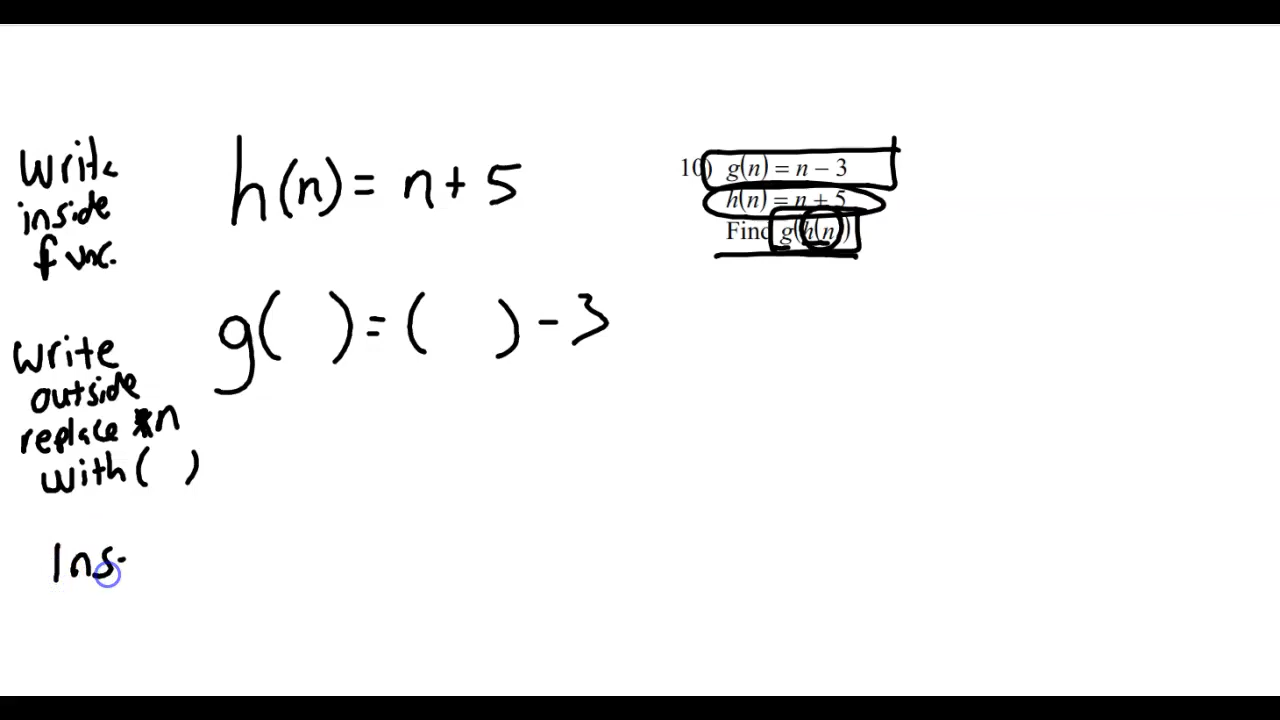 Write
inside
func.
h(n) = n + 5
10) g(n) = n − 3
h(n) = n + 5
Find g(h(n))
g( ) = ( ) - 3
Write
outside
replace n
with ( )
Ins